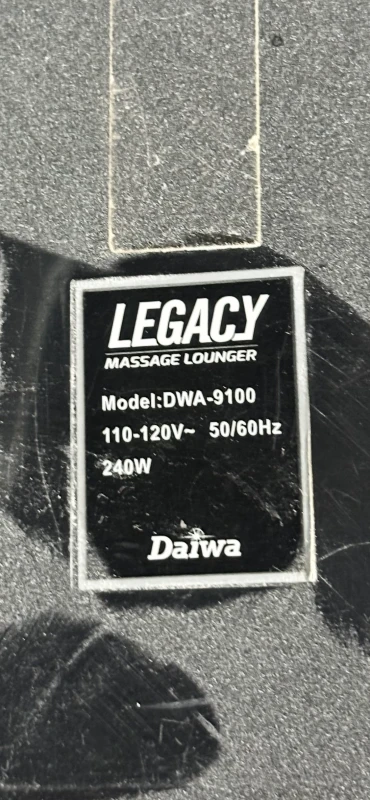 LEGACY
MASSAGE LOUNGER
Model:DWA-9100
110-120V~ 50/60Hz
240W
Daiwa